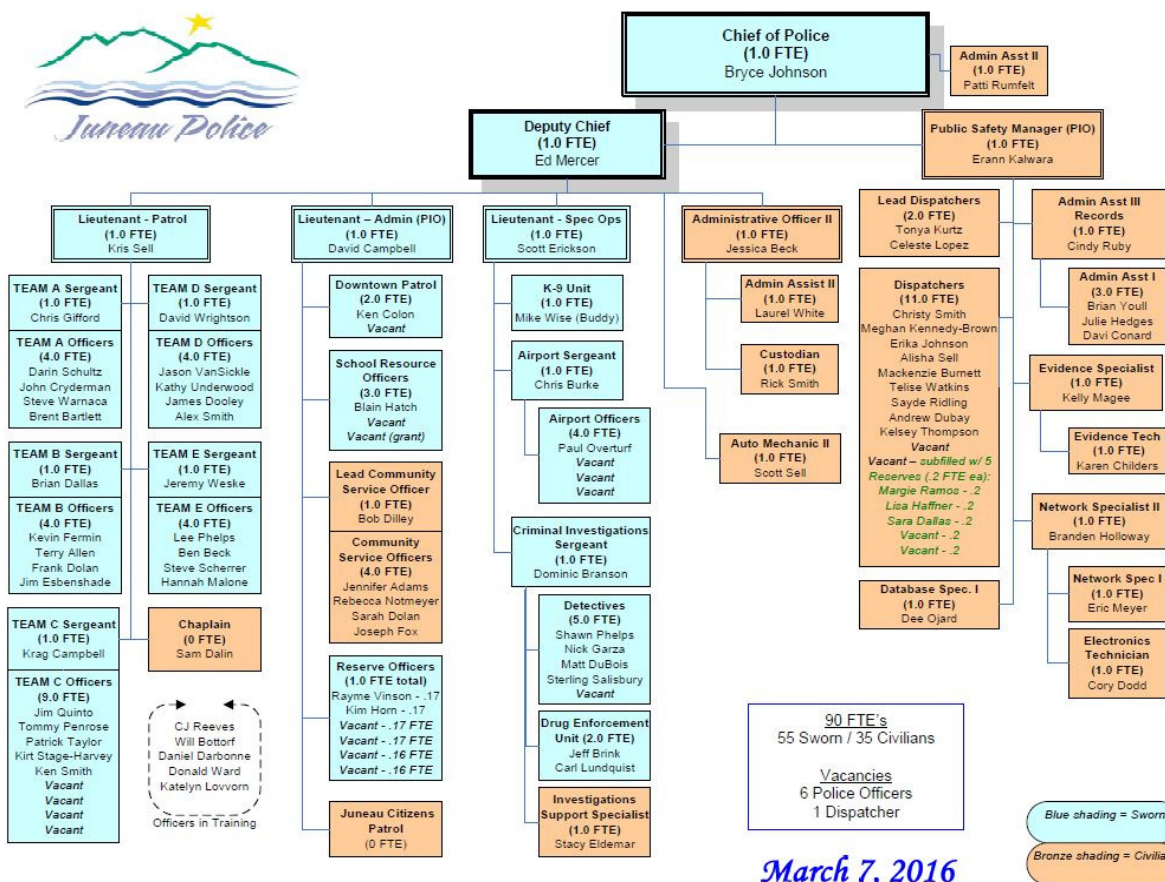 Juneau Police
Chief of Police
(1.0 FTE)
Bryce Johnson
Admin Asst II
(1.0 FTE)
Patti Rumfelt
Deputy Chief
(1.0 FTE)
Ed Mercer
Public Safety Manager (PIO)
(1.0 FTE)
Erann Kalwara
Lieutenant - Patrol
(1.0 FTE)
Kris Sell
TEAM A Sergeant
(1.0 FTE)
Chris Gifford
TEAM A Officers
(4.0 FTE)
Darin Schultz
John Cryderman
Steve Warnaca
Brent Bartlett
TEAM D Sergeant
(1.0 FTE)
David Wrightson
TEAM D Officers
(4.0 FTE)
Jason VanSickle
Kathy Underwood
James Dooley
Alex Smith
TEAM B Sergeant
(1.0 FTE)
Brian Dallas
TEAM B Officers
(4.0 FTE)
Kevin Fermin
Terry Allen
Frank Dolan
Jim Esbenshade
TEAM E Sergeant
(1.0 FTE)
Jeremy Weske
TEAM E Officers
(4.0 FTE)
Lee Phelps
Ben Beck
Steve Scherrer
Hannah Malone
TEAM C Sergeant
(1.0 FTE)
Krag Campbell
TEAM C Officers
(9.0 FTE)
Jim Quinto
Tommy Penrose
Patrick Taylor
Kirt Stage-Harvey
Ken Smith
Vacant
Vacant
Vacant
Vacant
Chaplain
(0 FTE)
Sam Dalin
CJ Reeves
Will Bottorf
Daniel Darbonne
Donald Ward
Katelyn Lovvorn
Officers in Training
Lieutenant – Admin (PIO)
(1.0 FTE)
David Campbell
Downtown Patrol
(2.0 FTE)
Ken Colon
Vacant
School Resource
Officers
(3.0 FTE)
Blain Hatch
Vacant
Vacant (grant)
Lead Community
Service Officer
(1.0 FTE)
Bob Dilley
Community
Service Officers
(4.0 FTE)
Jennifer Adams
Rebecca Notmeyer
Sarah Dolan
Joseph Fox
Reserve Officers
(1.0 FTE total)
Rayme Vinson - .17
Kim Horn - .17
Vacant - .17 FTE
Vacant - .17 FTE
Vacant - .16 FTE
Vacant - .16 FTE
Juneau Citizens
Patrol
(0 FTE)
Lieutenant - Spec Ops
(1.0 FTE)
Scott Erickson
K-9 Unit
(1.0 FTE)
Mike Wise (Buddy)
Airport Sergeant
(1.0 FTE)
Chris Burke
Airport Officers
(4.0 FTE)
Paul Overturf
Vacant
Vacant
Vacant
Criminal Investigations
Sergeant
(1.0 FTE)
Dominic Branson
Detectives
(5.0 FTE)
Shawn Phelps
Nick Garza
Matt DuBois
Sterling Salisbury
Vacant
Drug Enforcement
Unit (2.0 FTE)
Jeff Brink
Carl Lundquist
Investigations
Support Specialist
(1.0 FTE)
Stacy Eldemar
Administrative Officer II
(1.0 FTE)
Jessica Beck
Admin Assist II
(1.0 FTE)
Laurel White
Custodian
(1.0 FTE)
Rick Smith
Auto Mechanic II
(1.0 FTE)
Scott Sell
Lead Dispatchers
(2.0 FTE)
Tonya Kurtz
Celeste Lopez
Dispatchers
(11.0 FTE)
Christy Smith
Meghan Kennedy-Brown
Erika Johnson
Alisha Sell
Mackenzie Burnett
Telise Watkins
Sayde Ridling
Andrew Dubay
Kelsey Thompson
Vacant
Vacant – subfilled w/ 5
Reserves (.2 FTE ea):
Margie Ramos - .2
Lisa Haffner - .2
Sara Dallas - .2
Vacant - .2
Vacant - .2
Database Spec. I
(1.0 FTE)
Dee Ojard
Admin Asst III
Records
(1.0 FTE)
Cindy Ruby
Admin Asst I
(3.0 FTE)
Brian Youll
Julie Hedges
Davi Conard
Evidence Specialist
(1.0 FTE)
Kelly Magee
Evidence Tech
(1.0 FTE)
Karen Childers
Network Specialist II
(1.0 FTE)
Branden Holloway
Network Spec I
(1.0 FTE)
Eric Meyer
Electronics
Technician
(1.0 FTE)
Cory Dodd
90 FTE's
55 Sworn / 35 Civilians
Vacancies
6 Police Officers
1 Dispatcher
Blue shading = Sworn
Bronze shading = Civilia
March 7, 2016